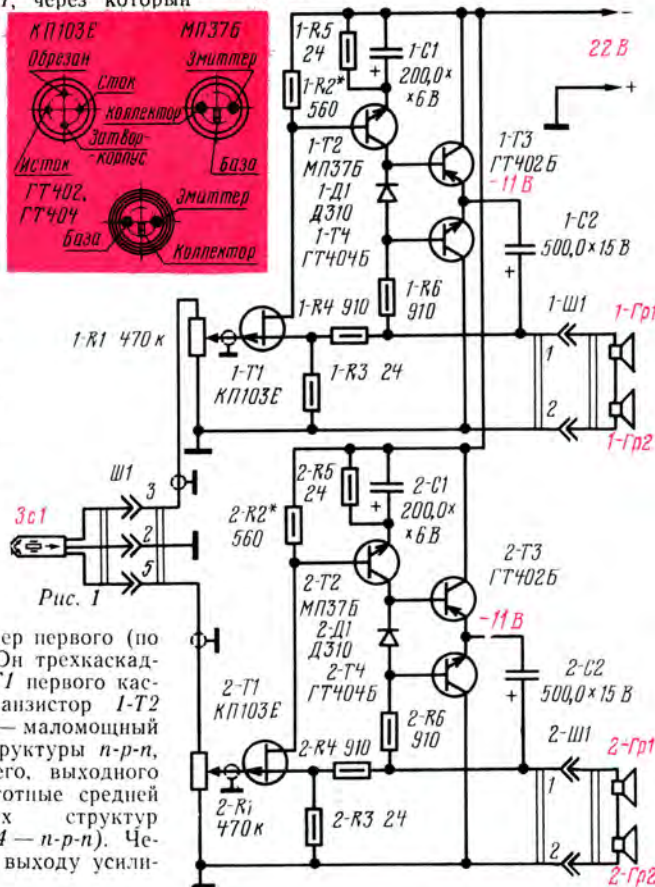 , через который
КП103Е
МП37Б
Обрезан
Эмиттер
Сток
Коллектор
Затвор-
-корпус
Исток
База
ГТ402,
ГТ404
Эмиттер
База
Коллектор
1-R5
24
1-C1
200,0×
×6 В
1-R2*
560
1-Т2
МП37Б
1-Д1
Д310
1-Т4
ГТ404Б
1-Т3
ГТ402Б
-11 В
-
22 В
+
+
1-C2
500,0×15 В
+
1-R6
910
1-R4 910
1-Ш1
1-Гр1
1
1-R1 470 к
1-Т1
КП103Е
1-R3 24
2
1-Гр2
Ш1
3
Зс1
2
5
Рис. 1
2-R5
24
2-C1
200,0×
×6 В
+
2-R2*
560
2-Т2
МП37Б
2-Д1
Д310
2-Т4
ГТ404Б
2-Т3
ГТ402Б
-11 В
2-C2
500,0×15 В
+
2-Т1
КП103Е
2-R6
910
2-R4 910
2-Ш1
2-Гр1
1
2-R1
470 к
2-R3 24
2
2-Гр2
ер первого (по
Он трехкаскад-
Т1 первого кас-
анзистор 1-Т2
— маломощный
руктуры n-p-n,
его, выходного
готные средней
х структур
4 — n-p-n). Че-
выходу усили-